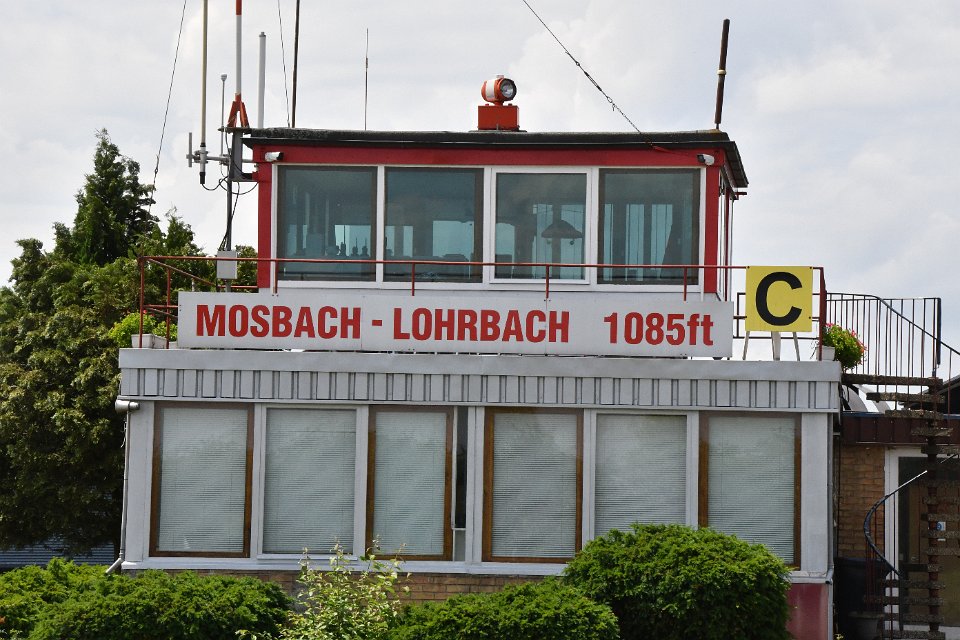 MOSBACH - LOHRBACH 1085ft
C